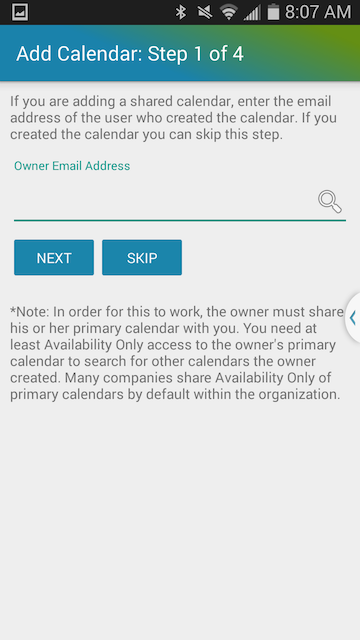 8:07 AM
Add Calendar: Step 1 of 4
If you are adding a shared calendar, enter the email
address of the user who created the calendar. If you
created the calendar you can skip this step.
Owner Email Address
NEXT
SKIP
*Note: In order for this to work, the owner must share
his or her primary calendar with you. You need at
least Availability Only access to the owner's primary
calendar to search for other calendars the owner
created. Many companies share Availability Only of
primary calendars by default within the organization.